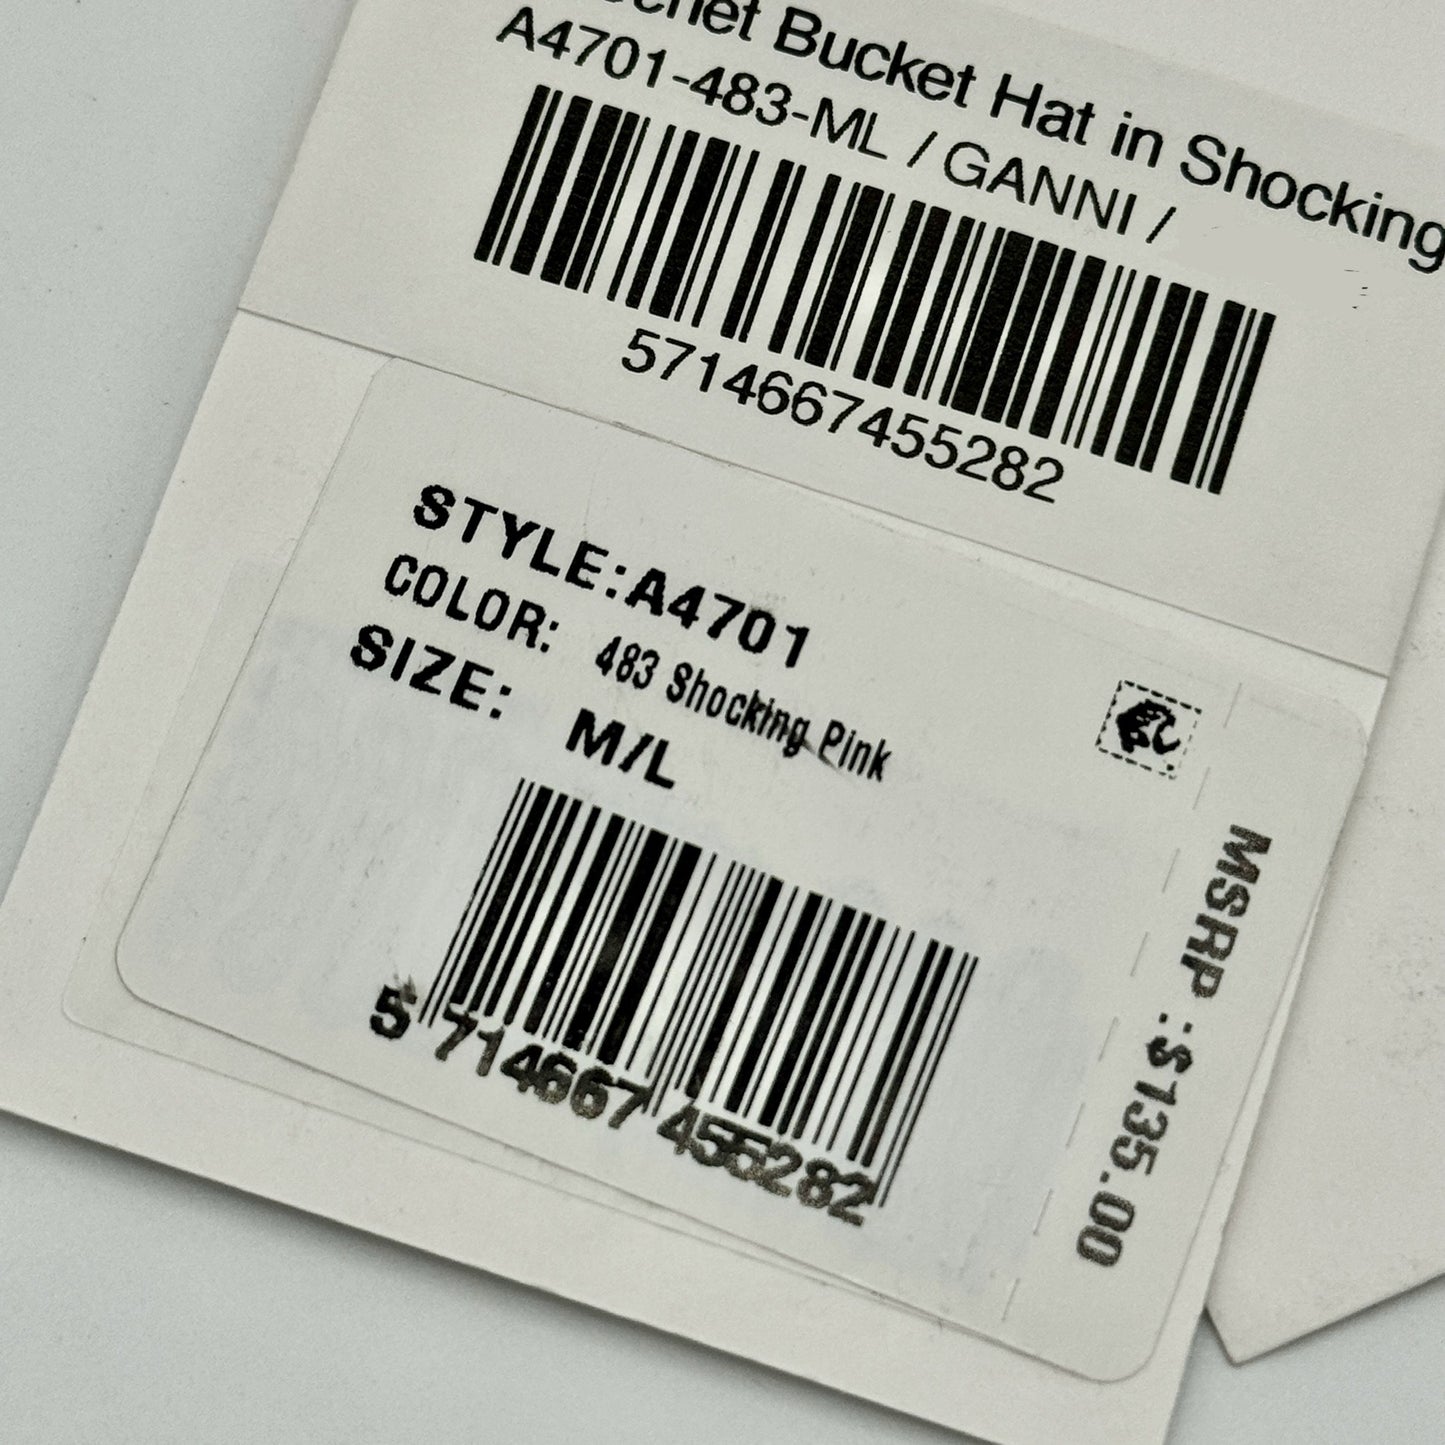 Bucket Hat in Shocking
A4701-483-ML / GANNI /
5714667455282
STYLE:A4701
COLOR: 483 Shocking Pink
SIZE: M/L
5 714667 455282
MSRP :$135.00